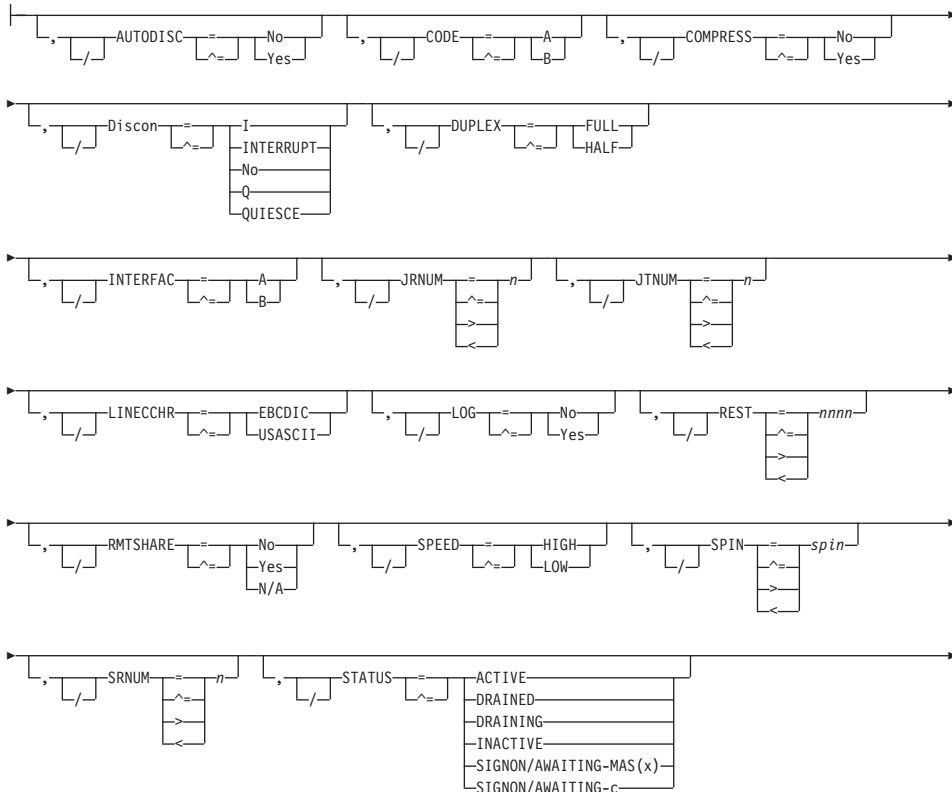 , / AUTODISC = No , / CODE = A , / COMPRESS = No
^= Yes ^= B ^= Yes
, / Discon = I , / DUPLEX = FULL
^= INTERRUPT ^= HALF
No
Q
QUIESCE
, / INTERFAC = A , / JRNUM = n , / JTNUM = n
^= B ^= ^=
> >
< <
, / LINECCHR = EBCDIC , / LOG = No , / REST = nnnn
^= USASCII ^= Yes ^=
>
<
, / RMTSHARE = No , / SPEED = HIGH , / SPIN = spin
^= Yes ^= LOW ^=
N/A >
<
, / SRNUM = n , / STATUS = ACTIVE
^= ^= DRAINED
> DRAINING
< INACTIVE
SIGNON/AWAITING-MAS(x)
SIGNON/AWAITING-c